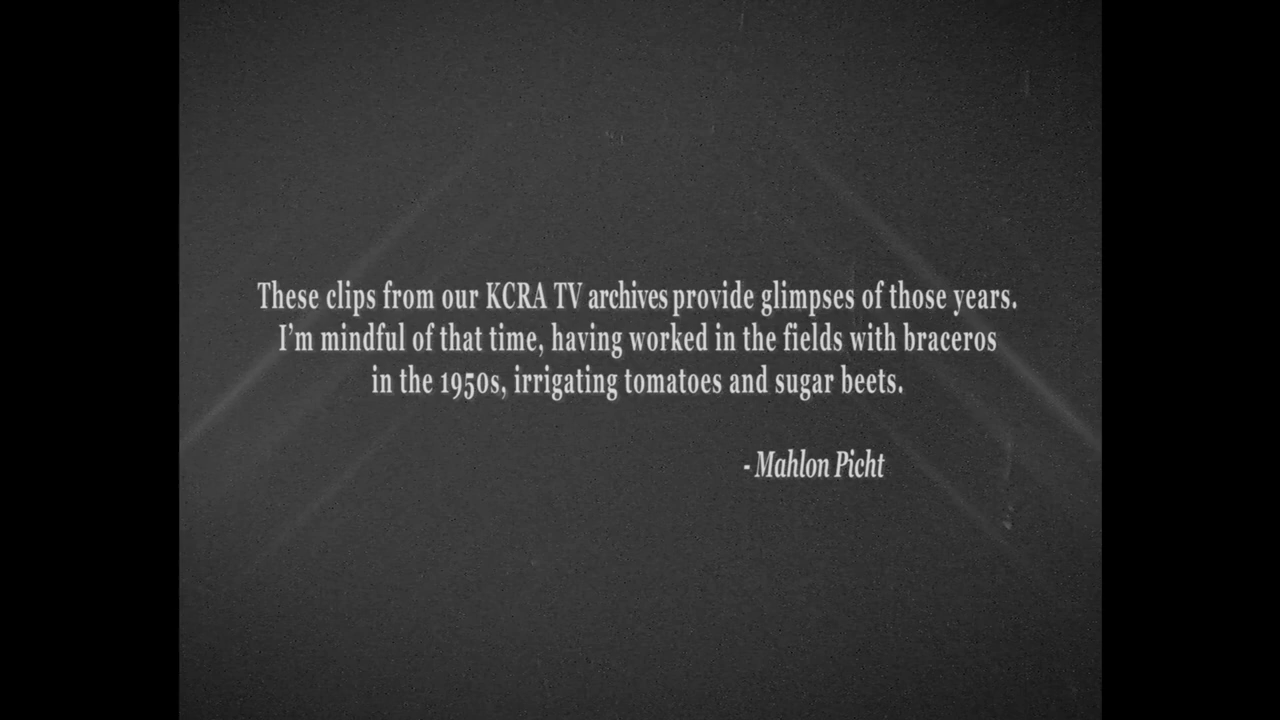 These clips from our KCRA TV archives provide glimpses of those years.
I’m mindful of that time, having worked in the fields with braceros
in the 1950s, irrigating tomatoes and sugar beets.
- Mahlon Picht